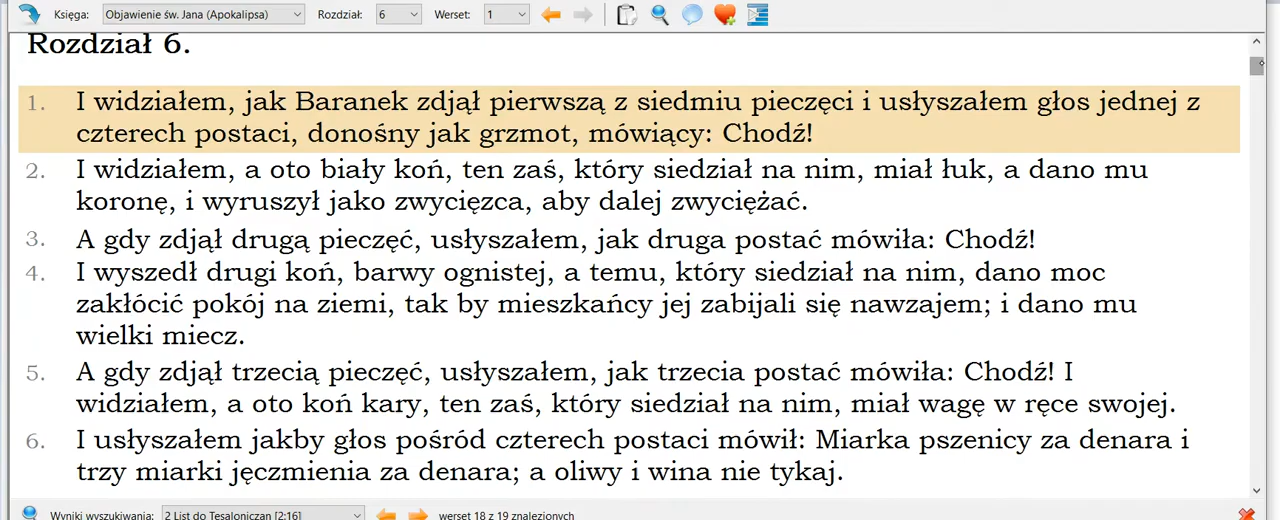 Księga: Objawienie św. Jana (Apokalipsa) Rozdział: 6 Werset: 1
Rozdział 6.
1. I widziałem, jak Baranek zdjął pierwszą z siedmiu pieczęci i usłyszałem głos jednej z
czterech postaci, donośny jak grzmot, mówiący: Chodź!
2. I widziałem, a oto biały koń, ten zaś, który siedział na nim, miał łuk, a dano mu
koronę, i wyruszył jako zwycięzca, aby dalej zwyciężać.
3. A gdy zdjął drugą pieczęć, usłyszałem, jak druga postać mówiła: Chodź!
4. I wyszedł drugi koń, barwy ognistej, a temu, który siedział na nim, dano moc
zakłócić pokój na ziemi, tak by mieszkańcy jej zabijali się nawzajem; i dano mu
wielki miecz.
5. A gdy zdjął trzecią pieczęć, usłyszałem, jak trzecia postać mówiła: Chodź! I
widziałem, a oto koń kary, ten zaś, który siedział na nim, miał wagę w ręce swojej.
6. I usłyszałem jakby głos pośród czterech postaci mówił: Miarka pszenicy za denara i
trzy miarki jęczmienia za denara; a oliwy i wina nie tykaj.
Wyniki wyszukiwania: 2 List do Tesaloniczan [2:16] werset 18 z 19 znalezionych